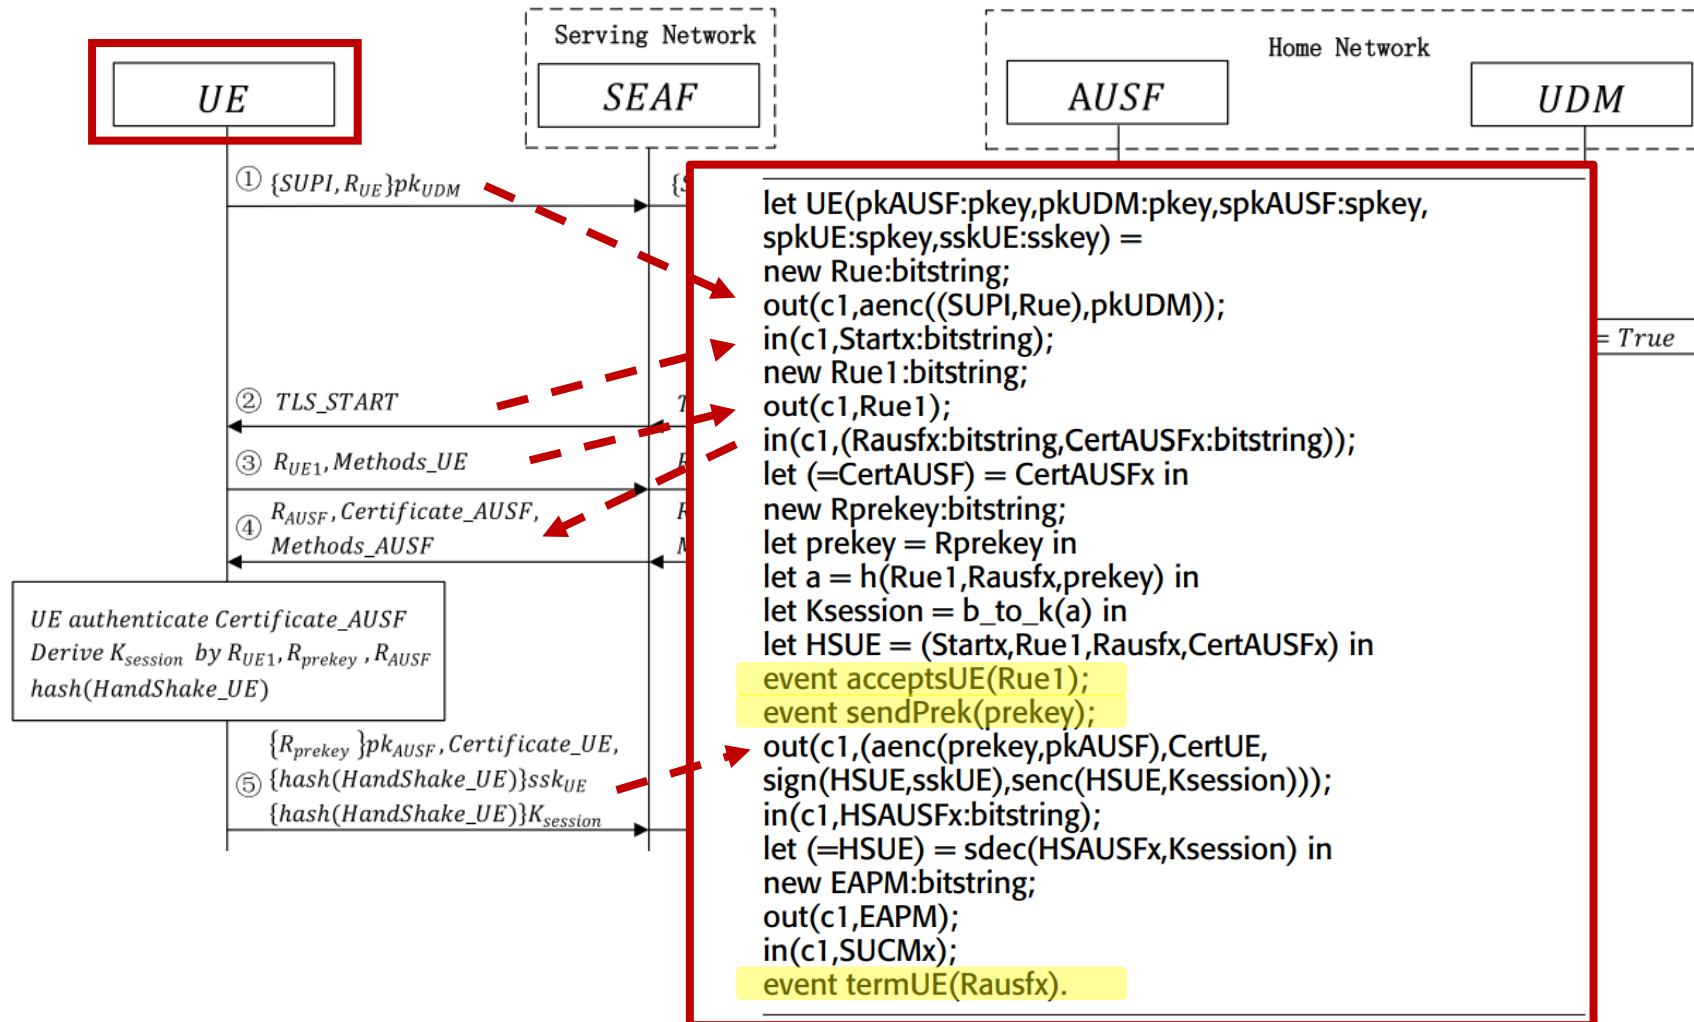 Serving Network
Home Network
UE
SEAF
AUSF
UDM
① {SUPI, R_UE}pk_UDM
{S
= True
② TLS_START
T
③ R_UE1, Methods_UE
R
④ R_AUSF, Certificate_AUSF,
Methods_AUSF
R
M
UE authenticate Certificate_AUSF
Derive K_session by R_UE1, R_prekey, R_AUSF
hash(HandShake_UE)
{R_prekey}pk_AUSF, Certificate_UE,
⑤ {hash(HandShake_UE)}ssk_UE
{hash(HandShake_UE)}K_session
let UE(pkAUSF:pkey,pkUDM:pkey,spkAUSF:spkey,
spkUE:spkey,sskUE:sskey) =
new Rue:bitstring;
out(c1,aenc((SUPI,Rue),pkUDM));
in(c1,Startx:bitstring);
new Rue1:bitstring;
out(c1,Rue1);
in(c1,(Rausfx:bitstring,CertAUSFx:bitstring));
let (=CertAUSF) = CertAUSFx in
new Rprekey:bitstring;
let prekey = Rprekey in
let a = h(Rue1,Rausfx,prekey) in
let Ksession = b_to_k(a) in
let HSUE = (Startx,Rue1,Rausfx,CertAUSFx) in
event acceptsUE(Rue1);
event sendPrek(prekey);
out(c1,(aenc(prekey,pkAUSF),CertUE,
sign(HSUE,sskUE),senc(HSUE,Ksession)));
in(c1,HSAUSFx:bitstring);
let (=HSUE) = sdec(HSAUSFx,Ksession) in
new EAPM:bitstring;
out(c1,EAPM);
in(c1,SUCMx);
event termUE(Rausfx).